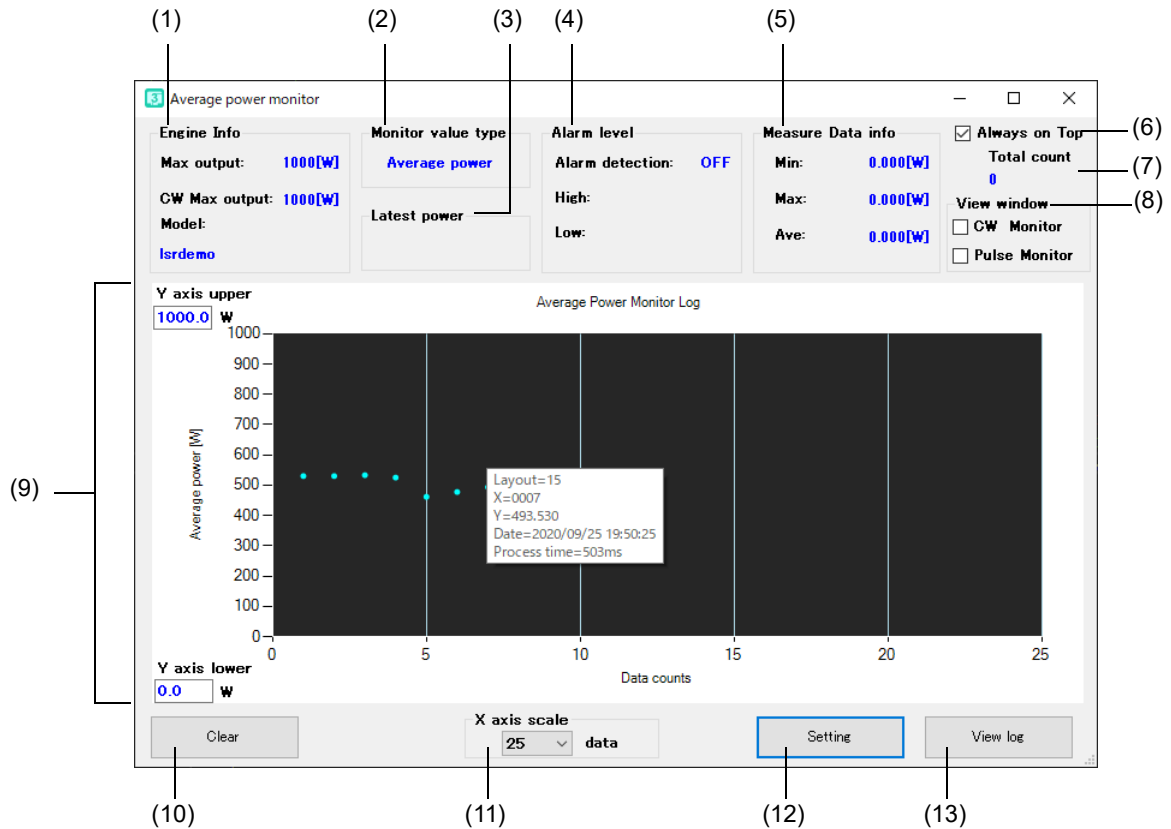 (1) (2) (3) (4) (5)
3 Average power monitor
Engine Info
Max output: 1000[W]
CW Max output: 1000[W]
Model:
lsrdemo
Monitor value type
Average power
Latest power
Alarm level
Alarm detection: OFF
High:
Low:
Measure Data info
Min: 0.000[W]
Max: 0.000[W]
Ave: 0.000[W]
Always on Top
(6)
Total count
0
(7)
View window
(8)
CW Monitor
Pulse Monitor
(9)
Y axis upper
1000.0 W
Average Power Monitor Log
1000
900
800
700
600
500
400
300
200
100
0
Average power [W]
Layout=15
X=0007
Y=493.530
Date=2020/09/25 19:50:25
Process time=503ms
0 5 10 15 20 25
Data counts
Y axis lower
0.0 W
Clear
X axis scale
25 data
Setting
View log
(10) (11) (12) (13)